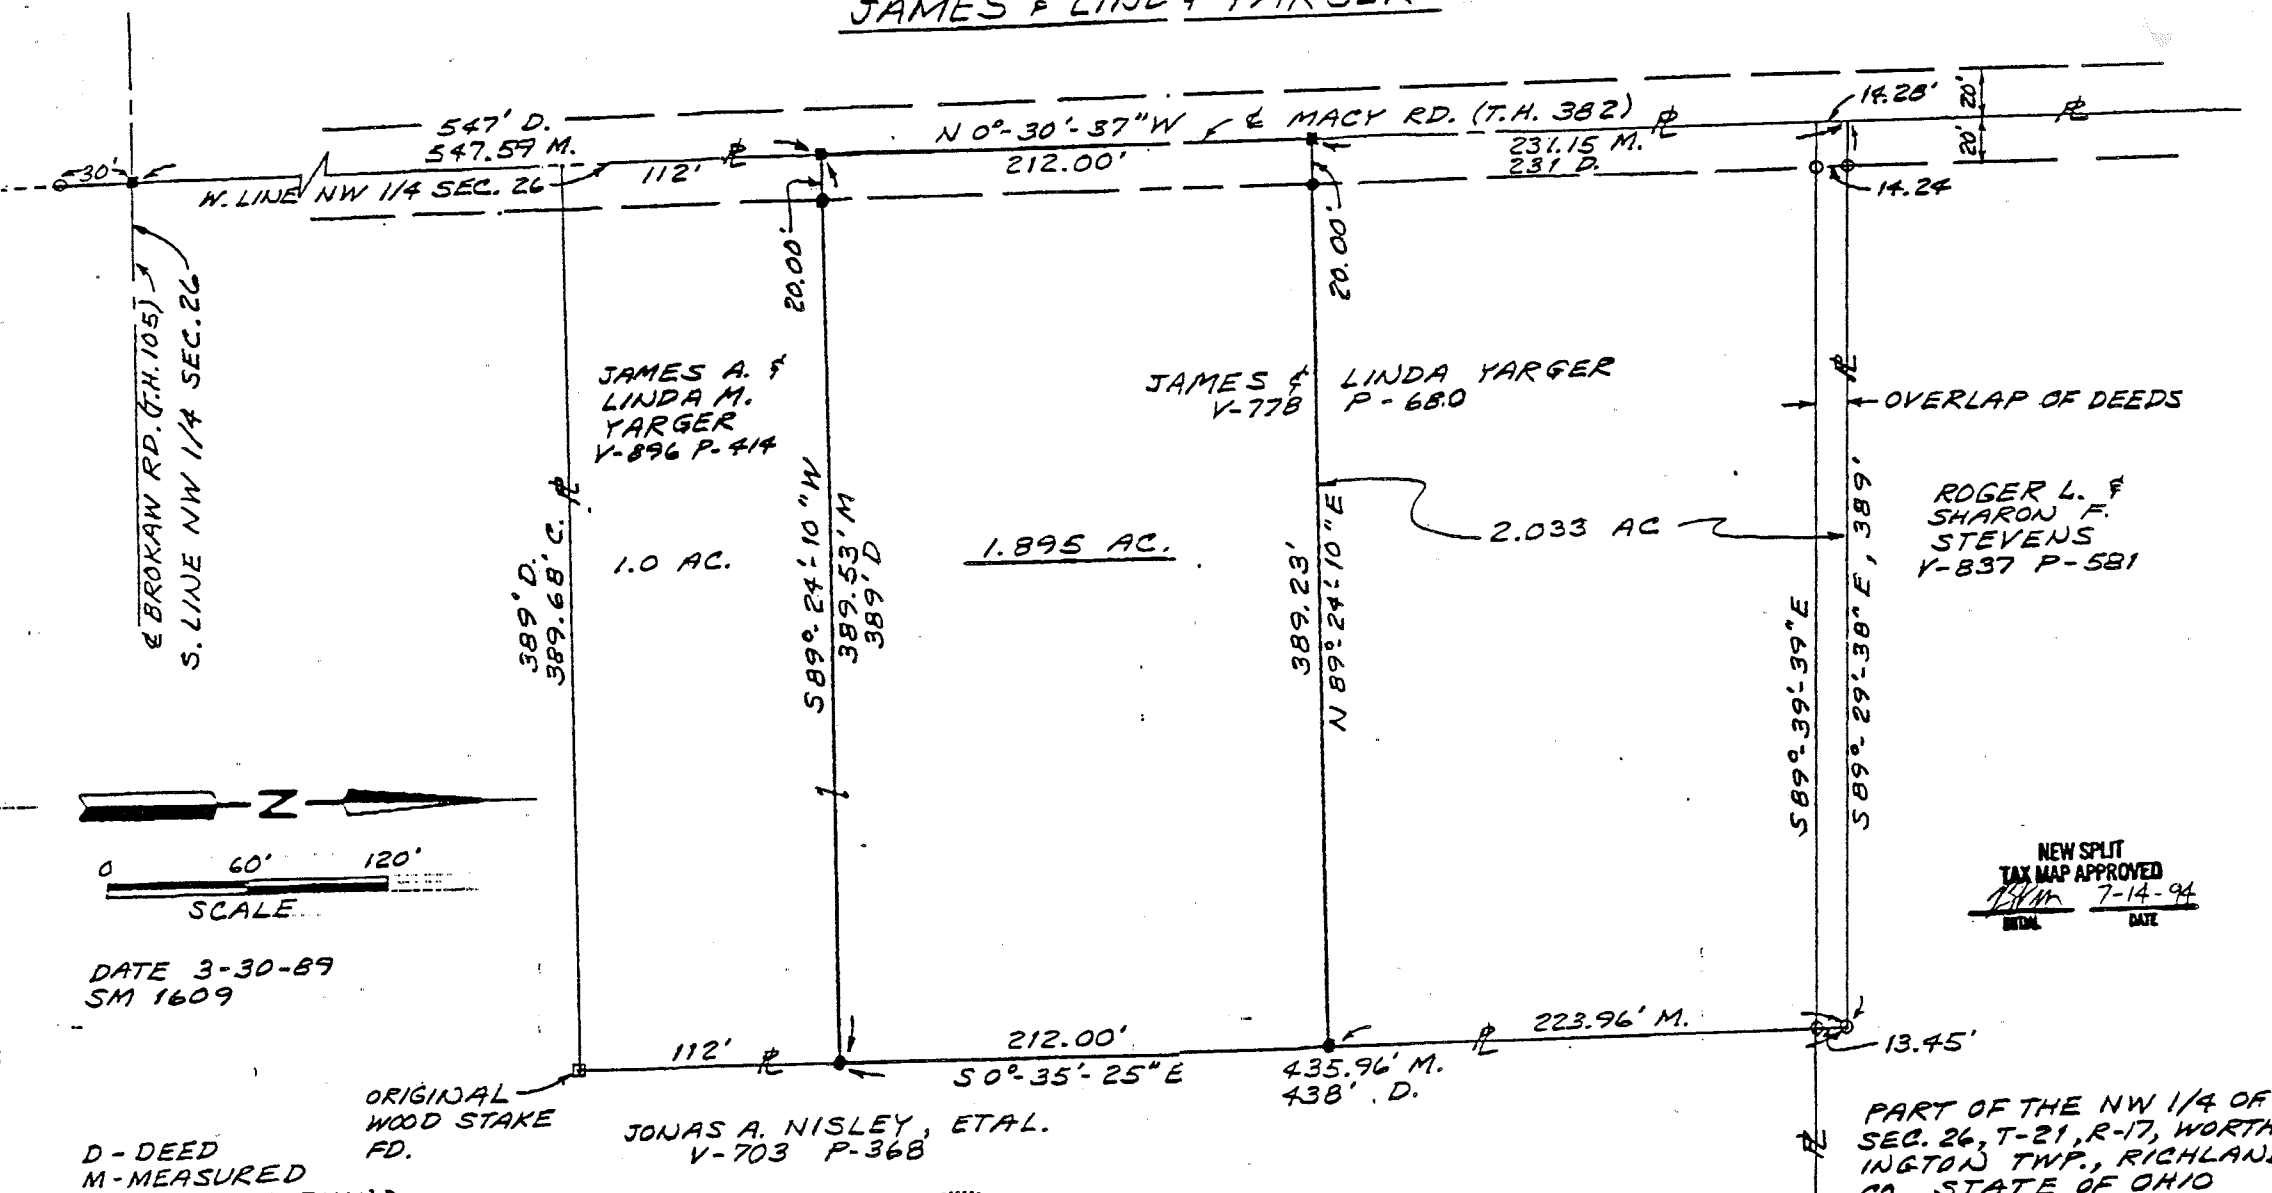 JAMES & LINDA YARGER
547' D.
547.59 M.
30'
W. LINE NW 1/4 SEC. 26
112'
N 0°-30'-37" W
212.00'
℄ MACY RD. (T.H. 382)
231.15 M.
231 D.
14.28'
20'
20'
14.24
20.00'
20.00'
℄ BROKAW RD. (T.H. 105)
S. LINE NW 1/4 SEC. 26
JAMES A. &
LINDA M.
YARGER
V-896 P-414
JAMES & LINDA YARGER
V-778 P-680
OVERLAP OF DEEDS
ROGER L. &
SHARON F.
STEVENS
V-837 P-581
389' D.
389.68' C.
1.0 AC.
S89°-24'-10"W
389.53' M
389' D
1.895 AC.
389.23'
N 89°-24'-10" E
2.033 AC
S89°-39'-39"E
S89°-29'-38" E, 389'
N
0 60' 120'
SCALE
NEW SPLIT
TAX MAP APPROVED
7-14-94
INITIAL DATE
DATE 3-30-89
SM 1609
112'
212.00'
S 0°-35'-25" E
223.96' M.
435.96' M.
438' D.
13.45'
ORIGINAL
WOOD STAKE
FD.
JONAS A. NISLEY, ETAL.
V-703 P-368
D - DEED
M - MEASURED
PART OF THE NW 1/4 OF
SEC. 26, T-21, R-17, WORTH-
INGTON TWP., RICHLAND
CO., STATE OF OHIO